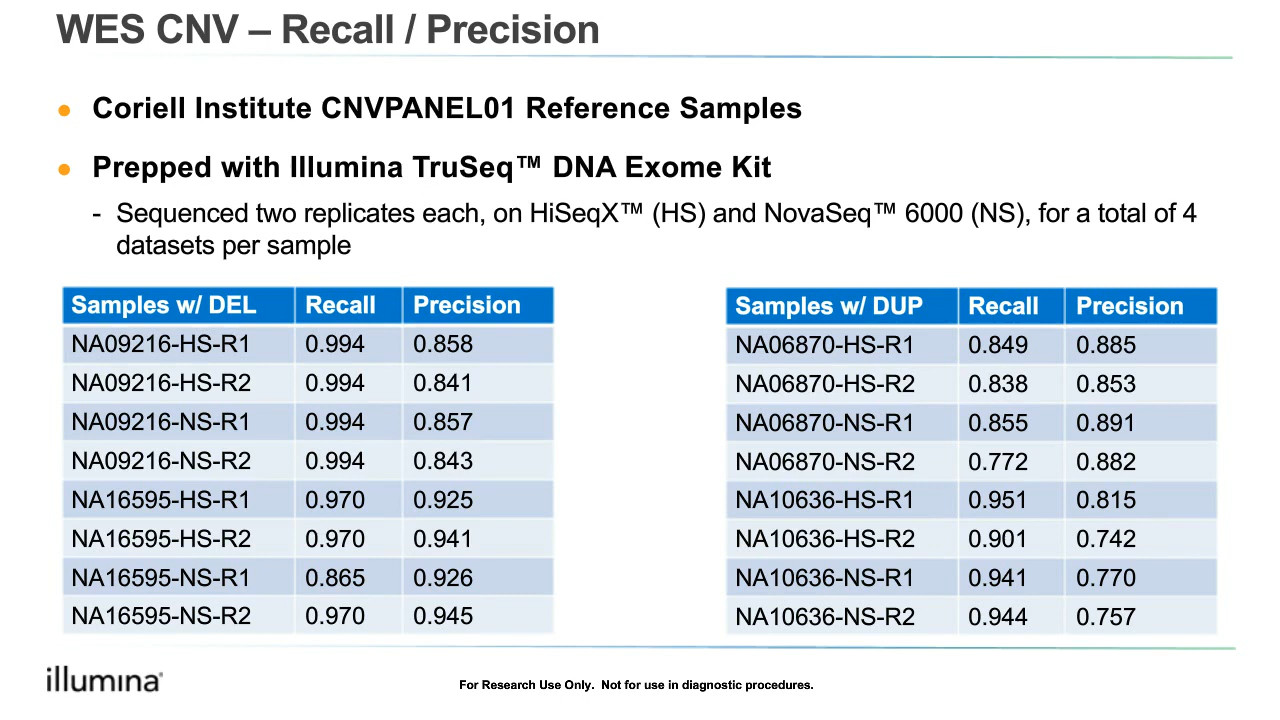 WES CNV – Recall / Precision
• Coriell Institute CNVPANEL01 Reference Samples
• Prepped with Illumina TruSeq™ DNA Exome Kit
- Sequenced two replicates each, on HiSeqX™ (HS) and NovaSeq™ 6000 (NS), for a total of 4
datasets per sample
Samples w/ DEL Recall Precision
NA09216-HS-R1 0.994 0.858
NA09216-HS-R2 0.994 0.841
NA09216-NS-R1 0.994 0.857
NA09216-NS-R2 0.994 0.843
NA16595-HS-R1 0.970 0.925
NA16595-HS-R2 0.970 0.941
NA16595-NS-R1 0.865 0.926
NA16595-NS-R2 0.970 0.945
Samples w/ DUP Recall Precision
NA06870-HS-R1 0.849 0.885
NA06870-HS-R2 0.838 0.853
NA06870-NS-R1 0.855 0.891
NA06870-NS-R2 0.772 0.882
NA10636-HS-R1 0.951 0.815
NA10636-HS-R2 0.901 0.742
NA10636-NS-R1 0.941 0.770
NA10636-NS-R2 0.944 0.757
illumina®
For Research Use Only. Not for use in diagnostic procedures.